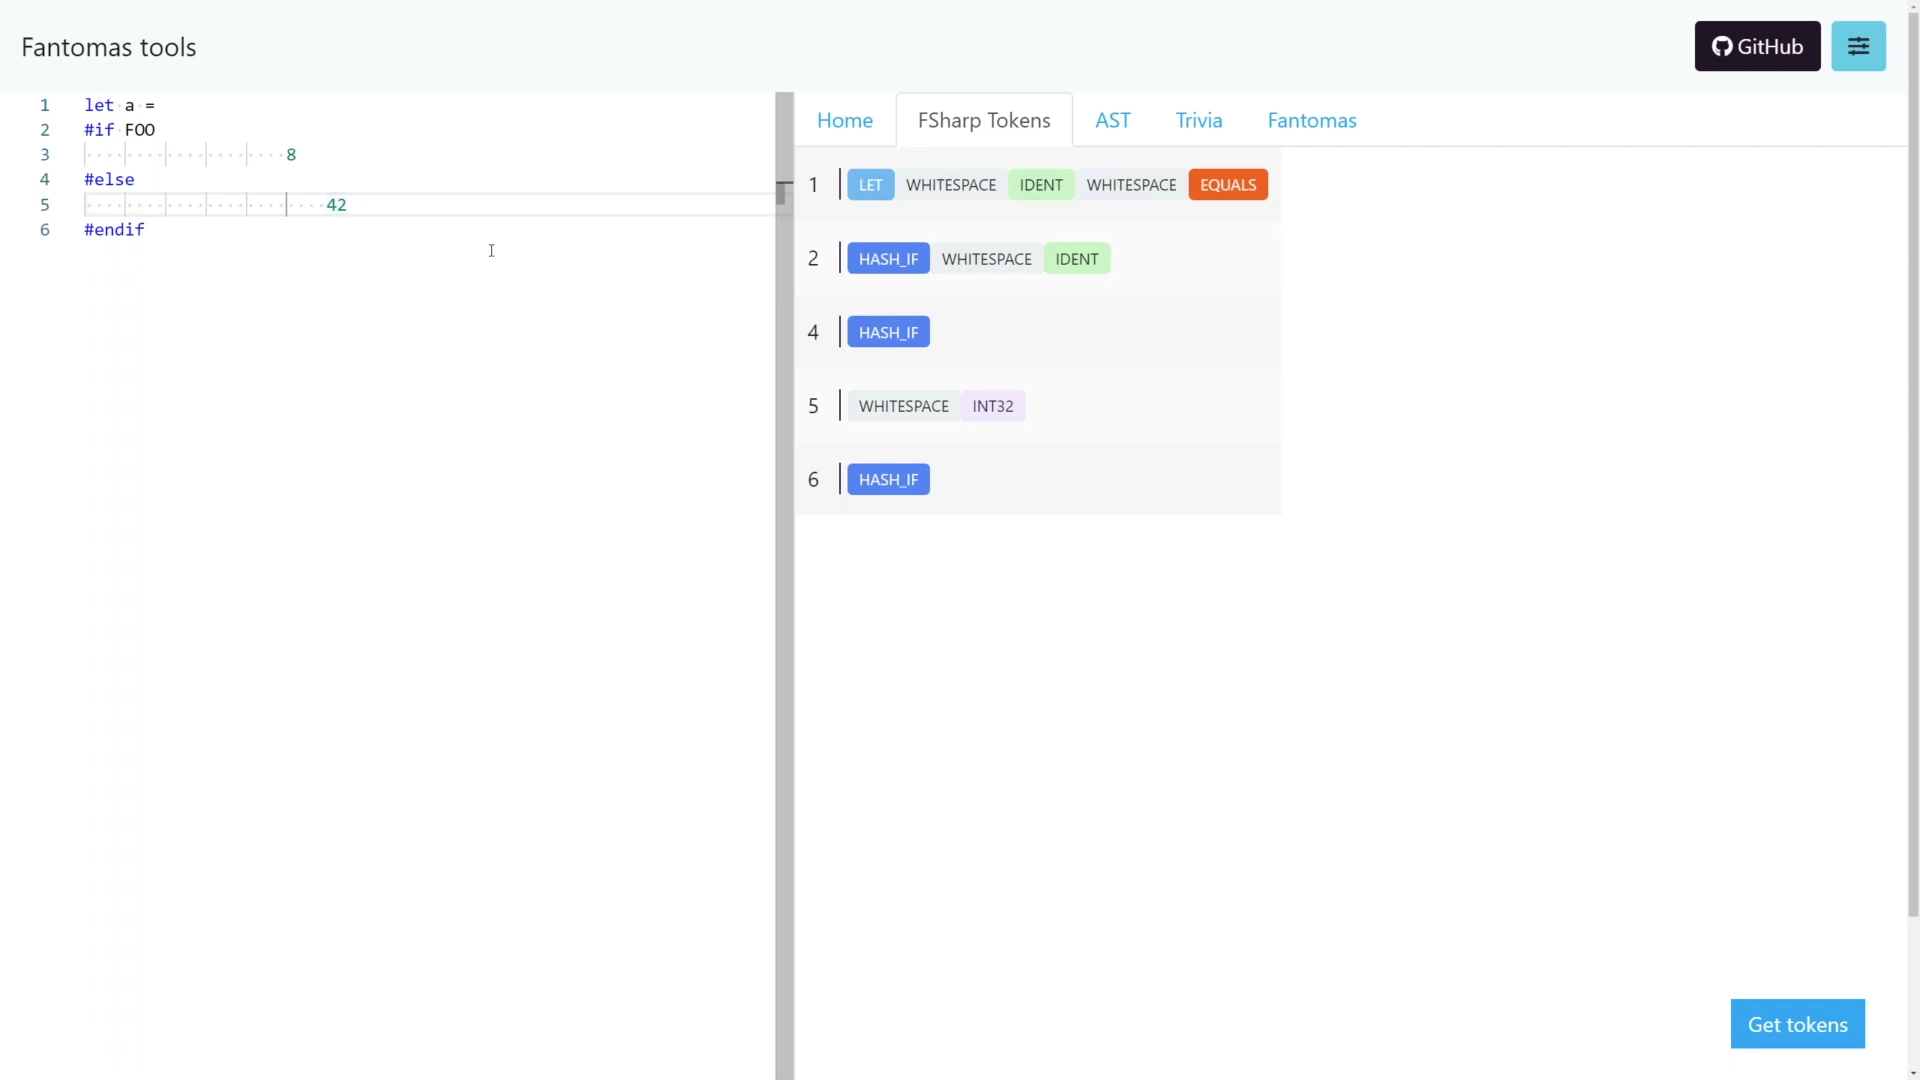 Fantomas tools
GitHub
1 let a =
2 #if FOO
3 8
4 #else
5 42
6 #endif
Home FSharp Tokens AST Trivia Fantomas
1 LET WHITESPACE IDENT WHITESPACE EQUALS
2 HASH_IF WHITESPACE IDENT
4 HASH_IF
5 WHITESPACE INT32
6 HASH_IF
Get tokens